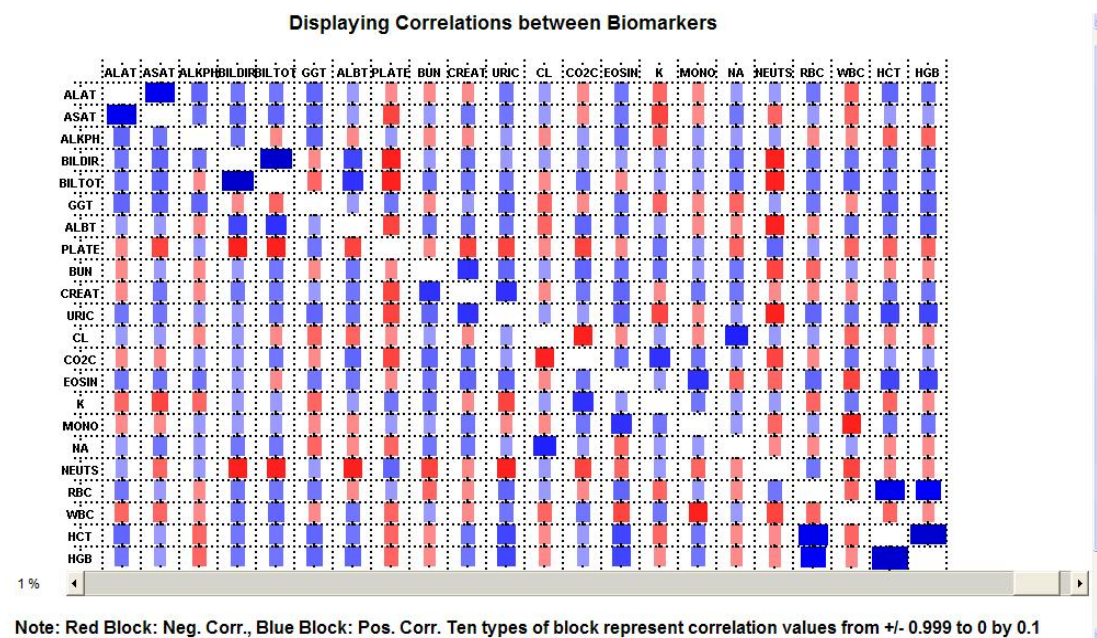 Displaying Correlations between Biomarkers
ALAT ASAT ALKPH BILDIR BILTOT GGT ALBT PLATE BUN CREAT URIC CL CO2C EOSIN K MONO NA NEUTS RBC WBC HCT HGB
ALAT
ASAT
ALKPH
BILDIR
BILTOT
GGT
ALBT
PLATE
BUN
CREAT
URIC
CL
CO2C
EOSIN
K
MONO
NA
NEUTS
RBC
WBC
HCT
HGB
1 %
Note: Red Block: Neg. Corr., Blue Block: Pos. Corr. Ten types of block represent correlation values from +/- 0.999 to 0 by 0.1